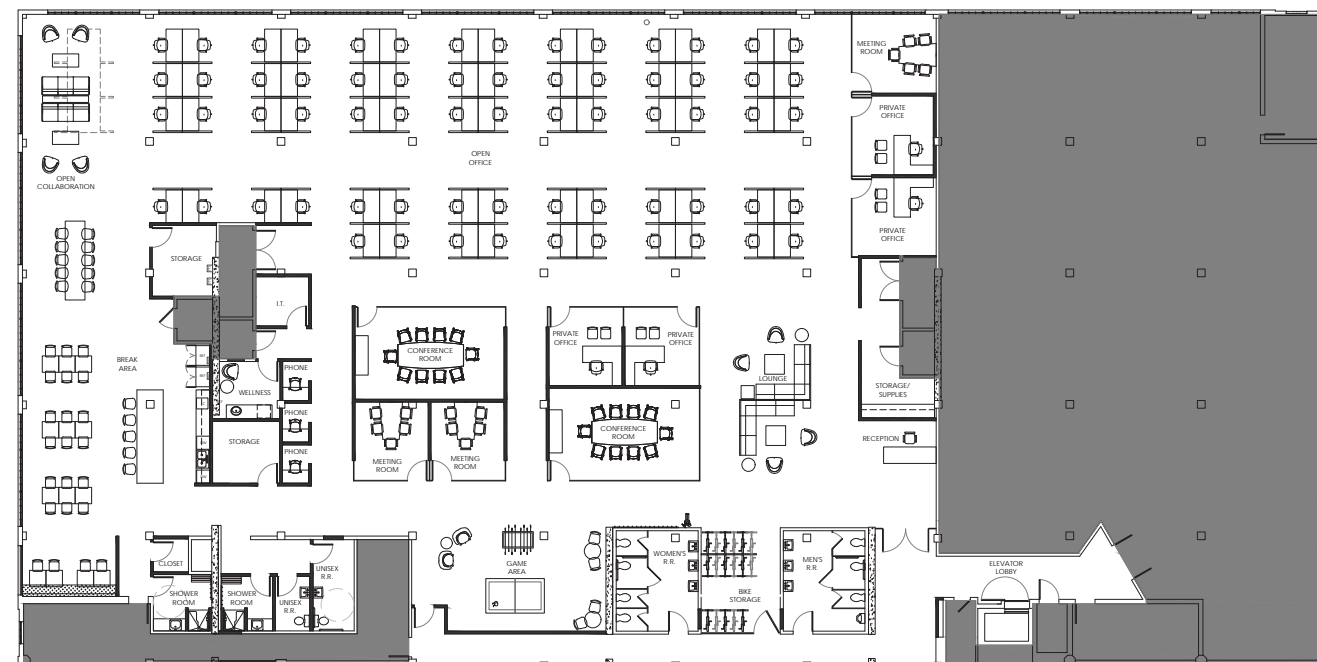 MEETING
ROOM
PRIVATE
OFFICE
OPEN
OFFICE
OPEN
COLLABORATION
PRIVATE
OFFICE
STORAGE
I.T.
BREAK
AREA
PHONE
WELLNESS
PHONE
STORAGE
PHONE
CONFERENCE
ROOM
MEETING
ROOM
MEETING
ROOM
PRIVATE
OFFICE
PRIVATE
OFFICE
CONFERENCE
ROOM
LOUNGE
STORAGE/
SUPPLIES
RECEPTION
CLOSET
SHOWER
ROOM
SHOWER
ROOM
UNISEX
R.R.
UNISEX
R.R.
GAME
AREA
WOMEN'S
R.R.
BIKE
STORAGE
MEN'S
R.R.
ELEVATOR
LOBBY